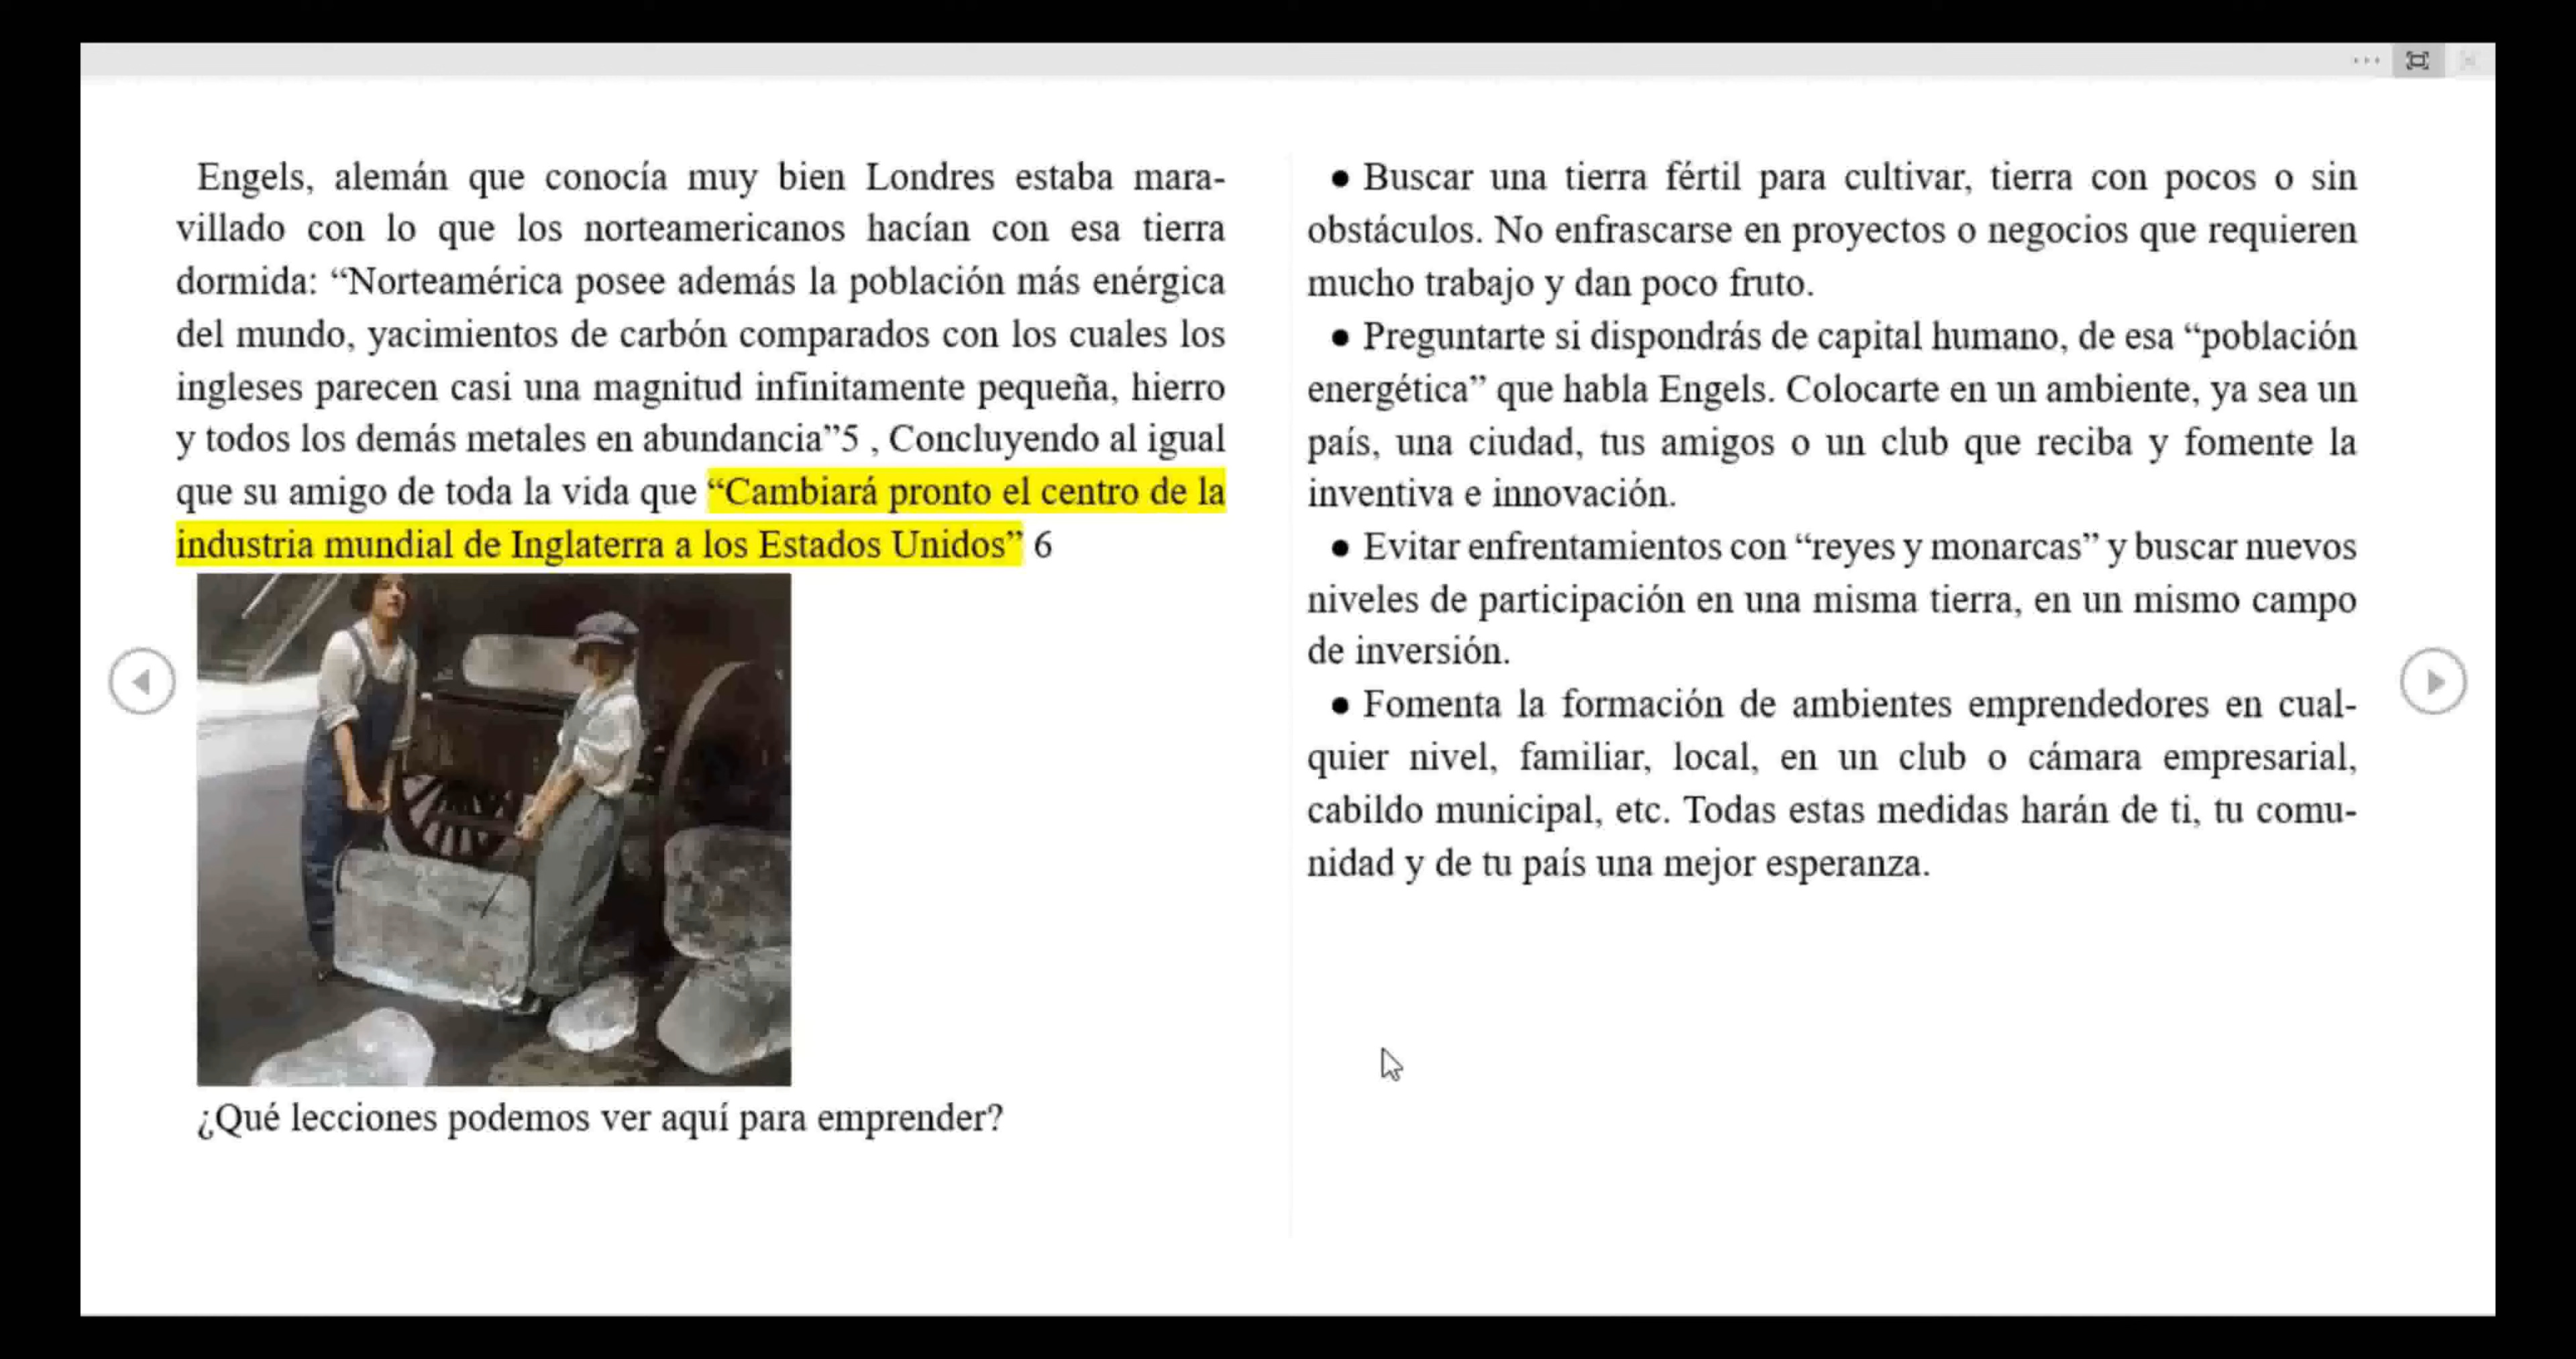 Engels, alemán que conocía muy bien Londres estaba mara-
villado con lo que los norteamericanos hacían con esa tierra
dormida: “Norteamérica posee además la población más enérgica
del mundo, yacimientos de carbón comparados con los cuales los
ingleses parecen casi una magnitud infinitamente pequeña, hierro
y todos los demás metales en abundancia”5 , Concluyendo al igual
que su amigo de toda la vida que “Cambiará pronto el centro de la
industria mundial de Inglaterra a los Estados Unidos” 6
¿Qué lecciones podemos ver aquí para emprender?
● Buscar una tierra fértil para cultivar, tierra con pocos o sin
obstáculos. No enfrascarse en proyectos o negocios que requieren
mucho trabajo y dan poco fruto.
● Preguntarte si dispondrás de capital humano, de esa “población
energética” que habla Engels. Colocarte en un ambiente, ya sea un
país, una ciudad, tus amigos o un club que reciba y fomente la
inventiva e innovación.
● Evitar enfrentamientos con “reyes y monarcas” y buscar nuevos
niveles de participación en una misma tierra, en un mismo campo
de inversión.
● Fomenta la formación de ambientes emprendedores en cual-
quier nivel, familiar, local, en un club o cámara empresarial,
cabildo municipal, etc. Todas estas medidas harán de ti, tu comu-
nidad y de tu país una mejor esperanza.